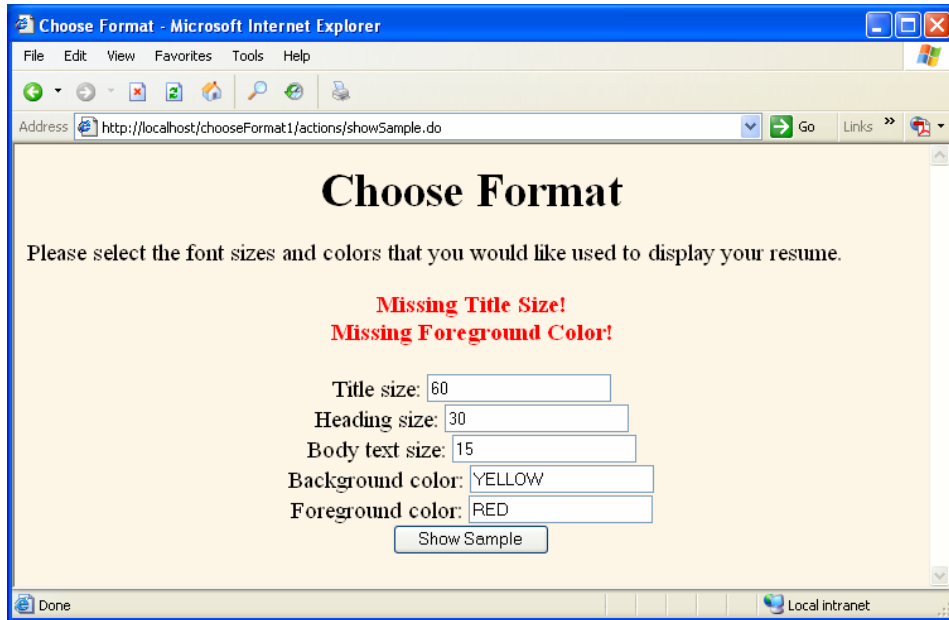 Choose Format - Microsoft Internet Explorer
File Edit View Favorites Tools Help
Address http://localhost/chooseFormat1/actions/showSample.do Go Links »
Choose Format
Please select the font sizes and colors that you would like used to display your resume.
Missing Title Size!
Missing Foreground Color!
Title size: 60
Heading size: 30
Body text size: 15
Background color: YELLOW
Foreground color: RED
Show Sample
Done Local intranet